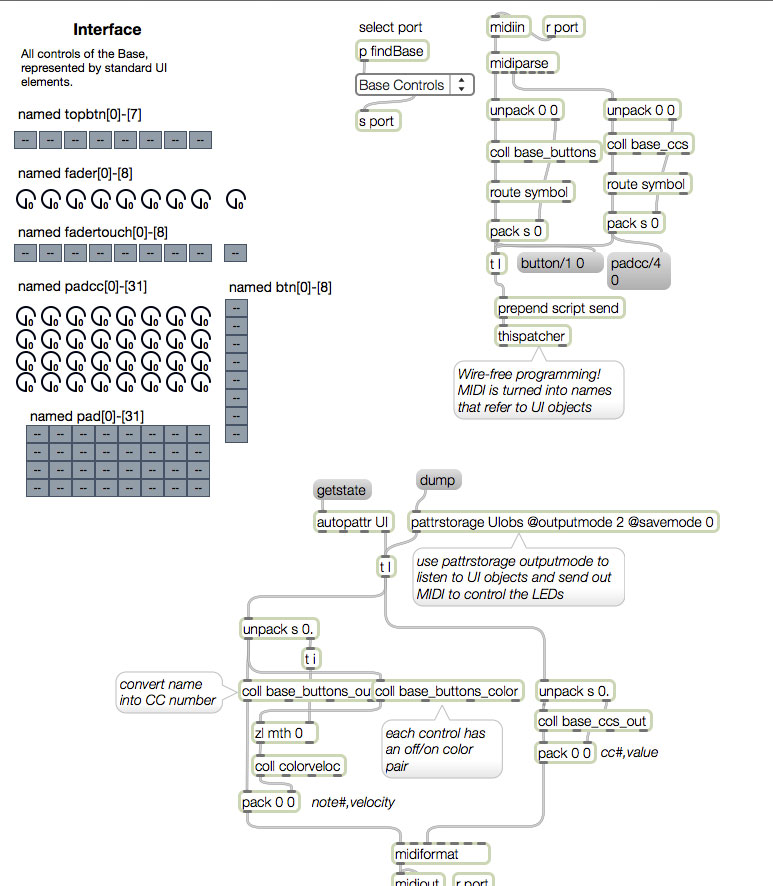 Interface
All controls of the Base,
represented by standard UI
elements.
named topbtn[0]-[7]
-- -- -- -- -- -- -- --
named fader[0]-[8]
0 0 0 0 0 0 0 0 0
named fadertouch[0]-[8]
-- -- -- -- -- -- -- -- --
named padcc[0]-[31]
0 0 0 0 0 0 0 0
0 0 0 0 0 0 0 0
0 0 0 0 0 0 0 0
0 0 0 0 0 0 0 0
named btn[0]-[8]
--
--
--
--
--
--
--
--
named pad[0]-[31]
-- -- -- -- -- -- -- --
-- -- -- -- -- -- -- --
-- -- -- -- -- -- -- --
-- -- -- -- -- -- -- --
select port
p findBase
Base Controls
s port
midiin
r port
midiparse
unpack 0 0
unpack 0 0
coll base_buttons
coll base_ccs
route symbol
route symbol
pack s 0
pack s 0
t l
button/1 0
padcc/4
0
prepend script send
thispatcher
Wire-free programming!
MIDI is turned into names
that refer to UI objects
getstate
dump
autopattr UI
pattrstorage UIobs @outputmode 2 @savemode 0
t l
use pattrstorage outputmode to
listen to UI objects and send out
MIDI to control the LEDs
unpack s 0.
t i
convert name
into CC number
coll base_buttons_ou
coll base_buttons_color
unpack s 0.
coll base_ccs_out
zl mth 0
each control has
an off/on color
pair
pack 0 0
cc#,value
coll colorveloc
pack 0 0
note#,velocity
midiformat
midiout
r port